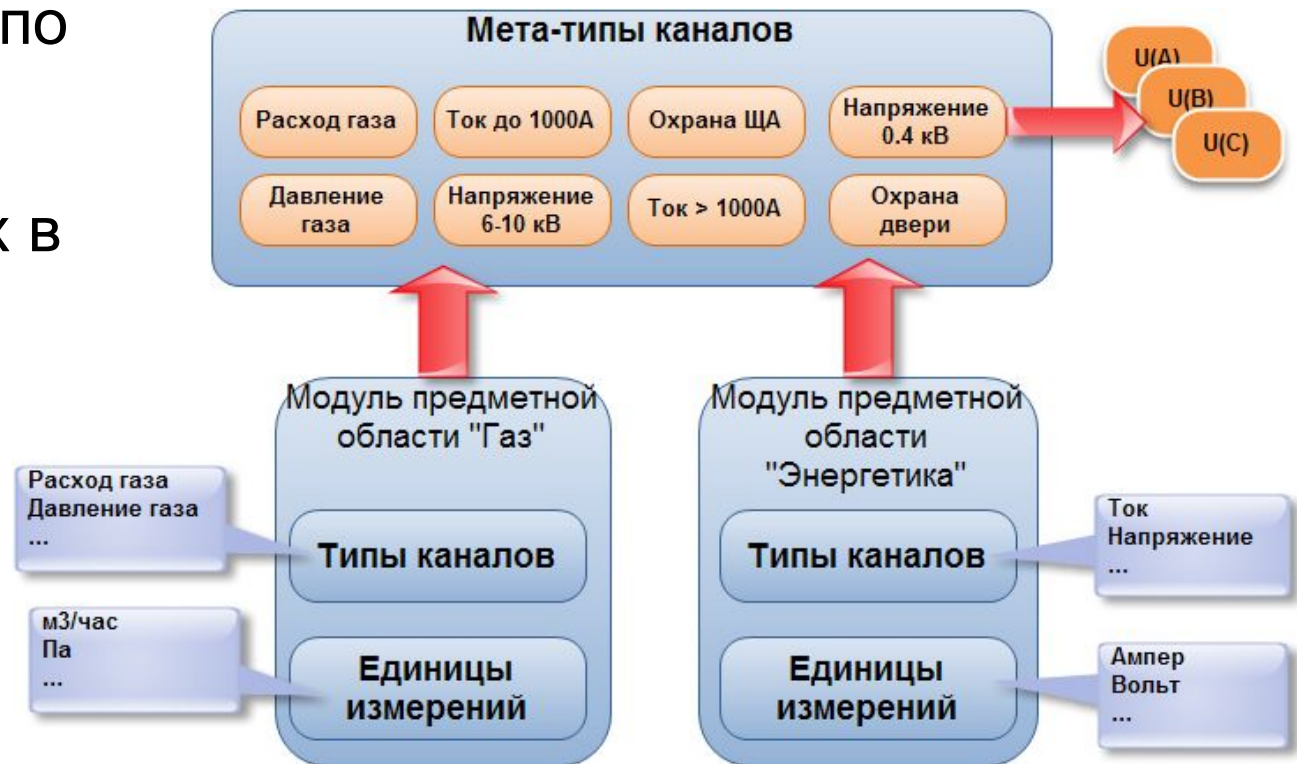 по
х в
Мета-типы каналов
Расход газа
Ток до 1000А
Охрана ЩА
Напряжение
0.4 кВ
Давление
газа
Напряжение
6-10 кВ
Ток > 1000А
Охрана
двери
U(A)
U(B)
U(C)
Модуль предметной
области "Газ"
Типы каналов
Единицы
измерений
Расход газа
Давление газа
...
м3/час
Па
...
Модуль предметной
области
"Энергетика"
Типы каналов
Единицы
измерений
Ток
Напряжение
...
Ампер
Вольт
...